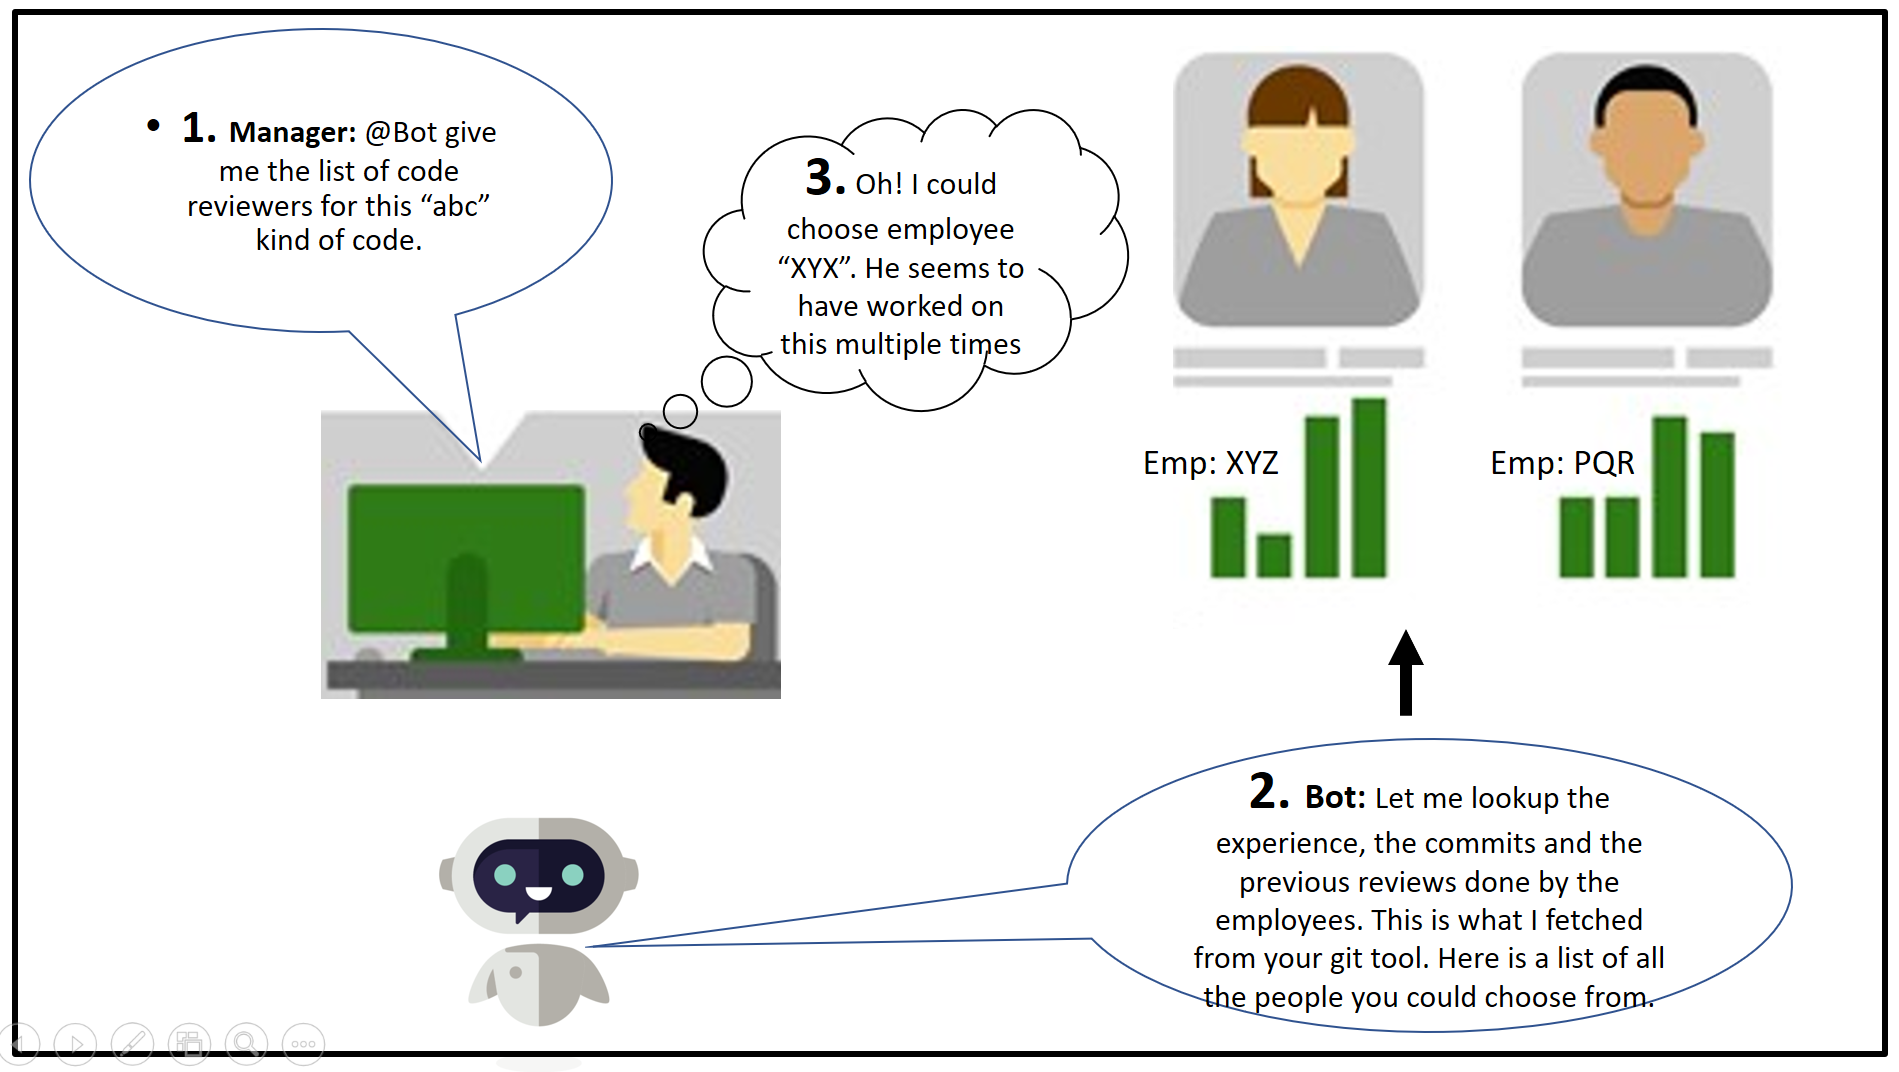 • 1. Manager: @Bot give
me the list of code
reviewers for this “abc”
kind of code.
3. Oh! I could
choose employee
“XYX”. He seems to
have worked on
this multiple times
Emp: XYZ
Emp: PQR
2. Bot: Let me lookup the
experience, the commits and the
previous reviews done by the
employees. This is what I fetched
from your git tool. Here is a list of all
the people you could choose from.